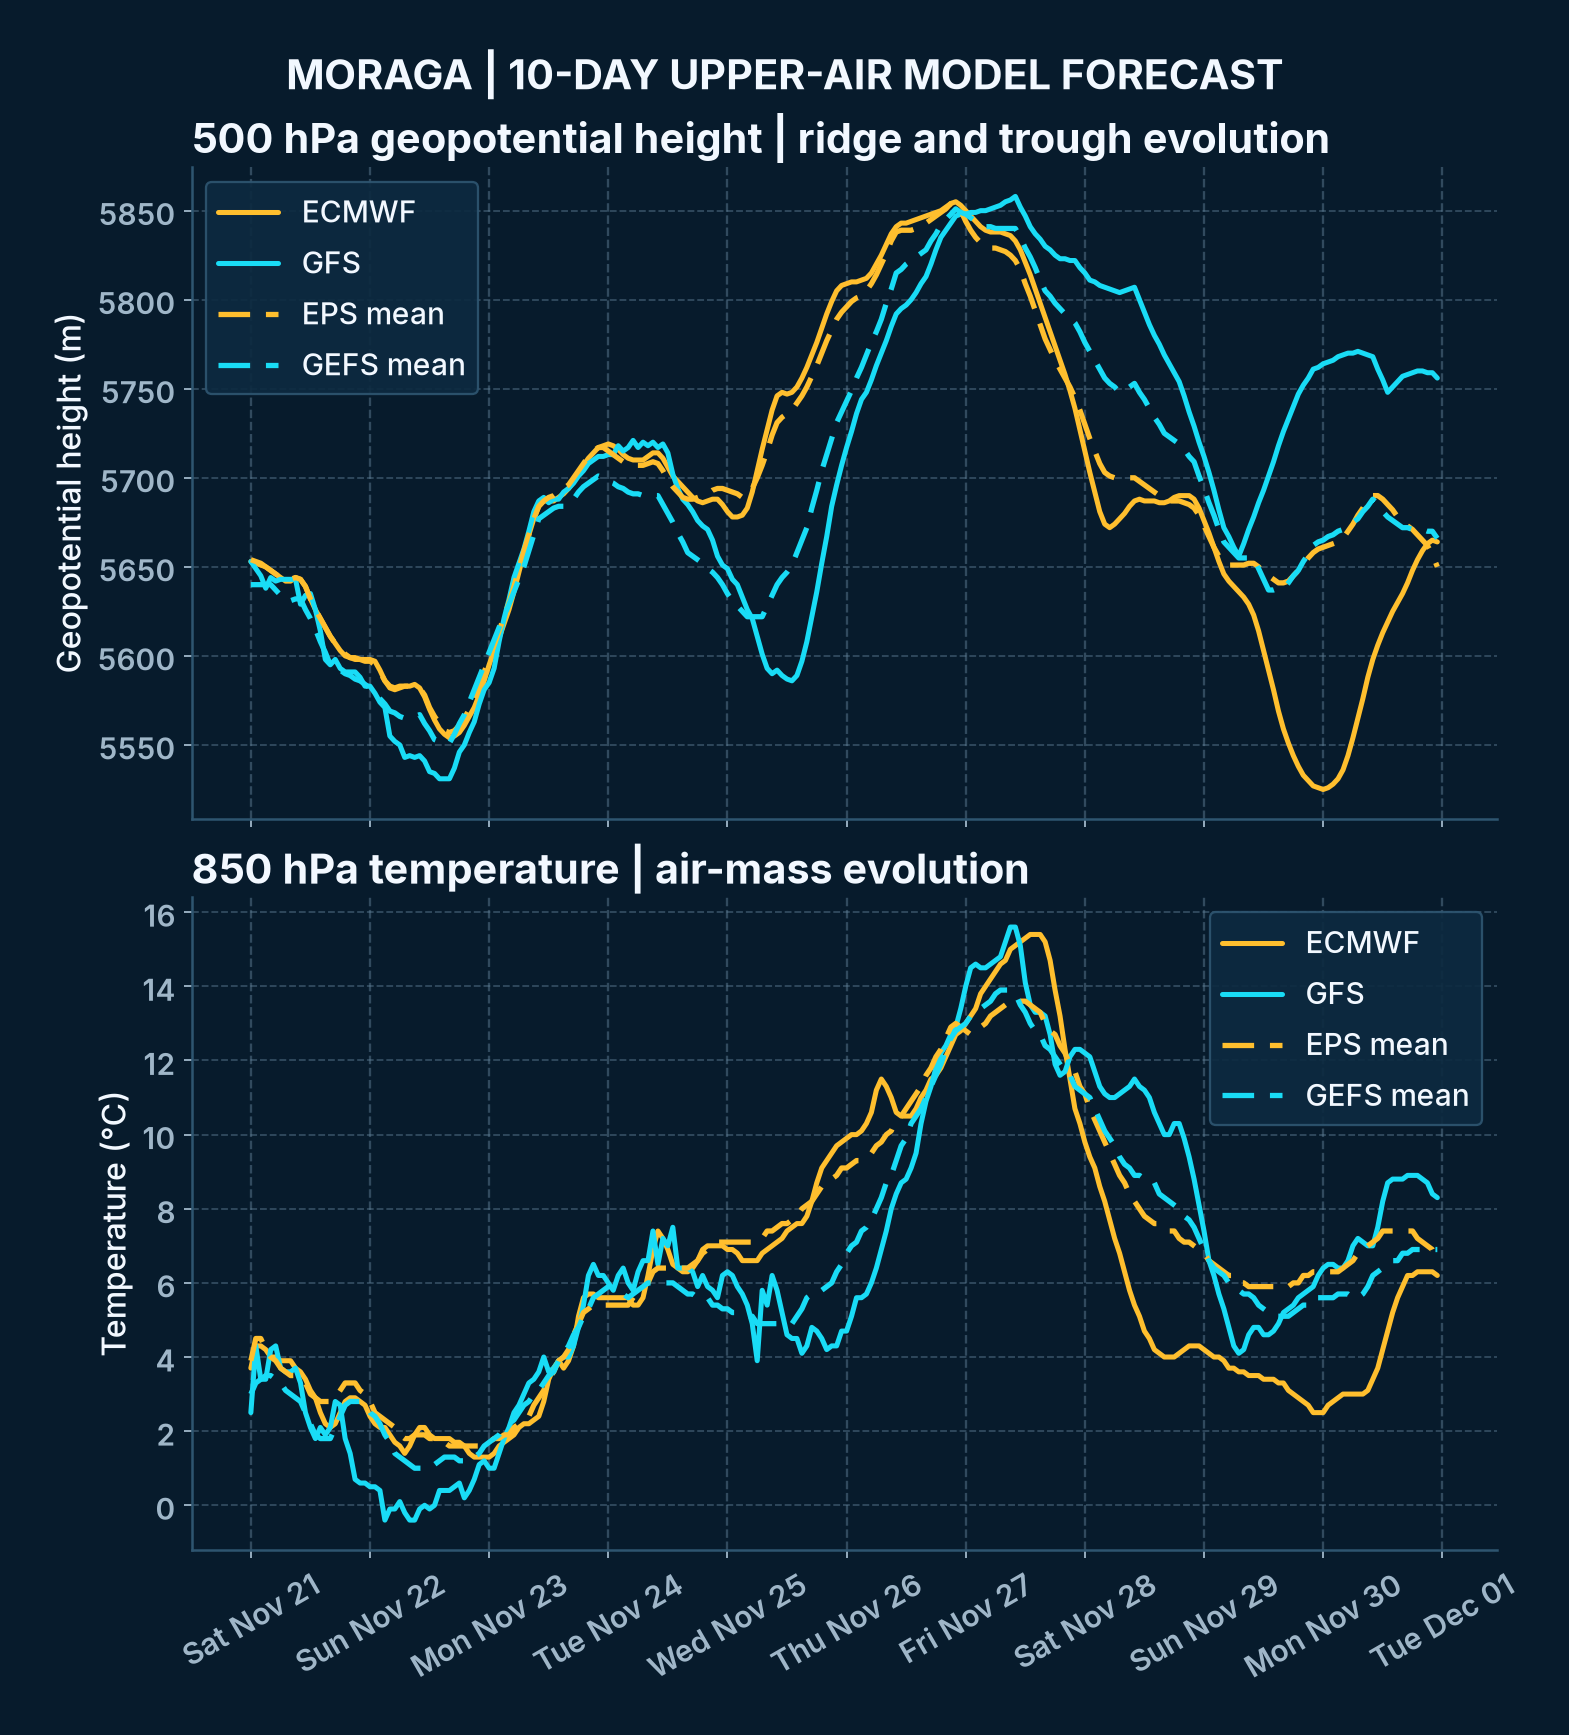 MORAGA | 10-DAY UPPER-AIR MODEL FORECAST
500 hPa geopotential height | ridge and trough evolution
Geopotential height (m)
5850
5800
5750
5700
5650
5600
5550
ECMWF
GFS
EPS mean
GEFS mean
850 hPa temperature | air-mass evolution
Temperature (°C)
16
14
12
10
8
6
4
2
0
ECMWF
GFS
EPS mean
GEFS mean
Sat Nov 21
Sun Nov 22
Mon Nov 23
Tue Nov 24
Wed Nov 25
Thu Nov 26
Fri Nov 27
Sat Nov 28
Sun Nov 29
Mon Nov 30
Tue Dec 01